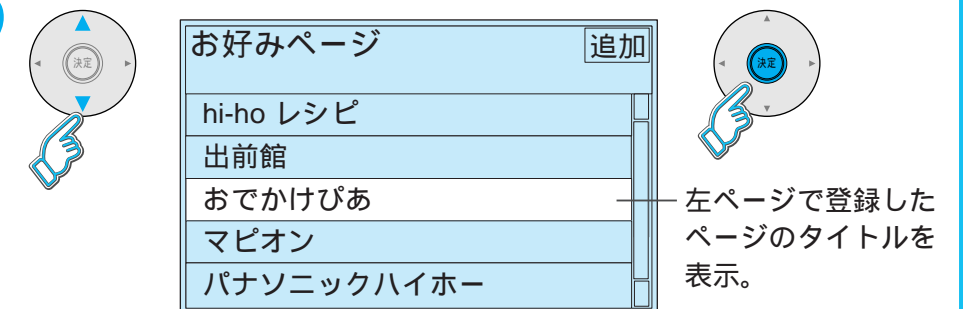 決定
お好みページ
追加
hi-ho レシピ
出前館
おでかけぴあ
マピオン
パナソニックハイホー
決定
左ページで登録した
ページのタイトルを
表示。